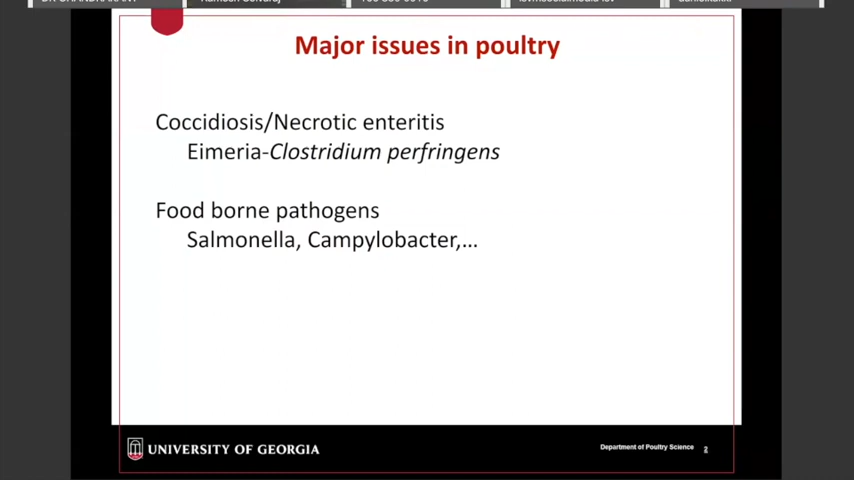 Major issues in poultry
Coccidiosis/Necrotic enteritis
Eimeria-Clostridium perfringens
Food borne pathogens
Salmonella, Campylobacter,...
UNIVERSITY OF GEORGIA
Department of Poultry Science 2